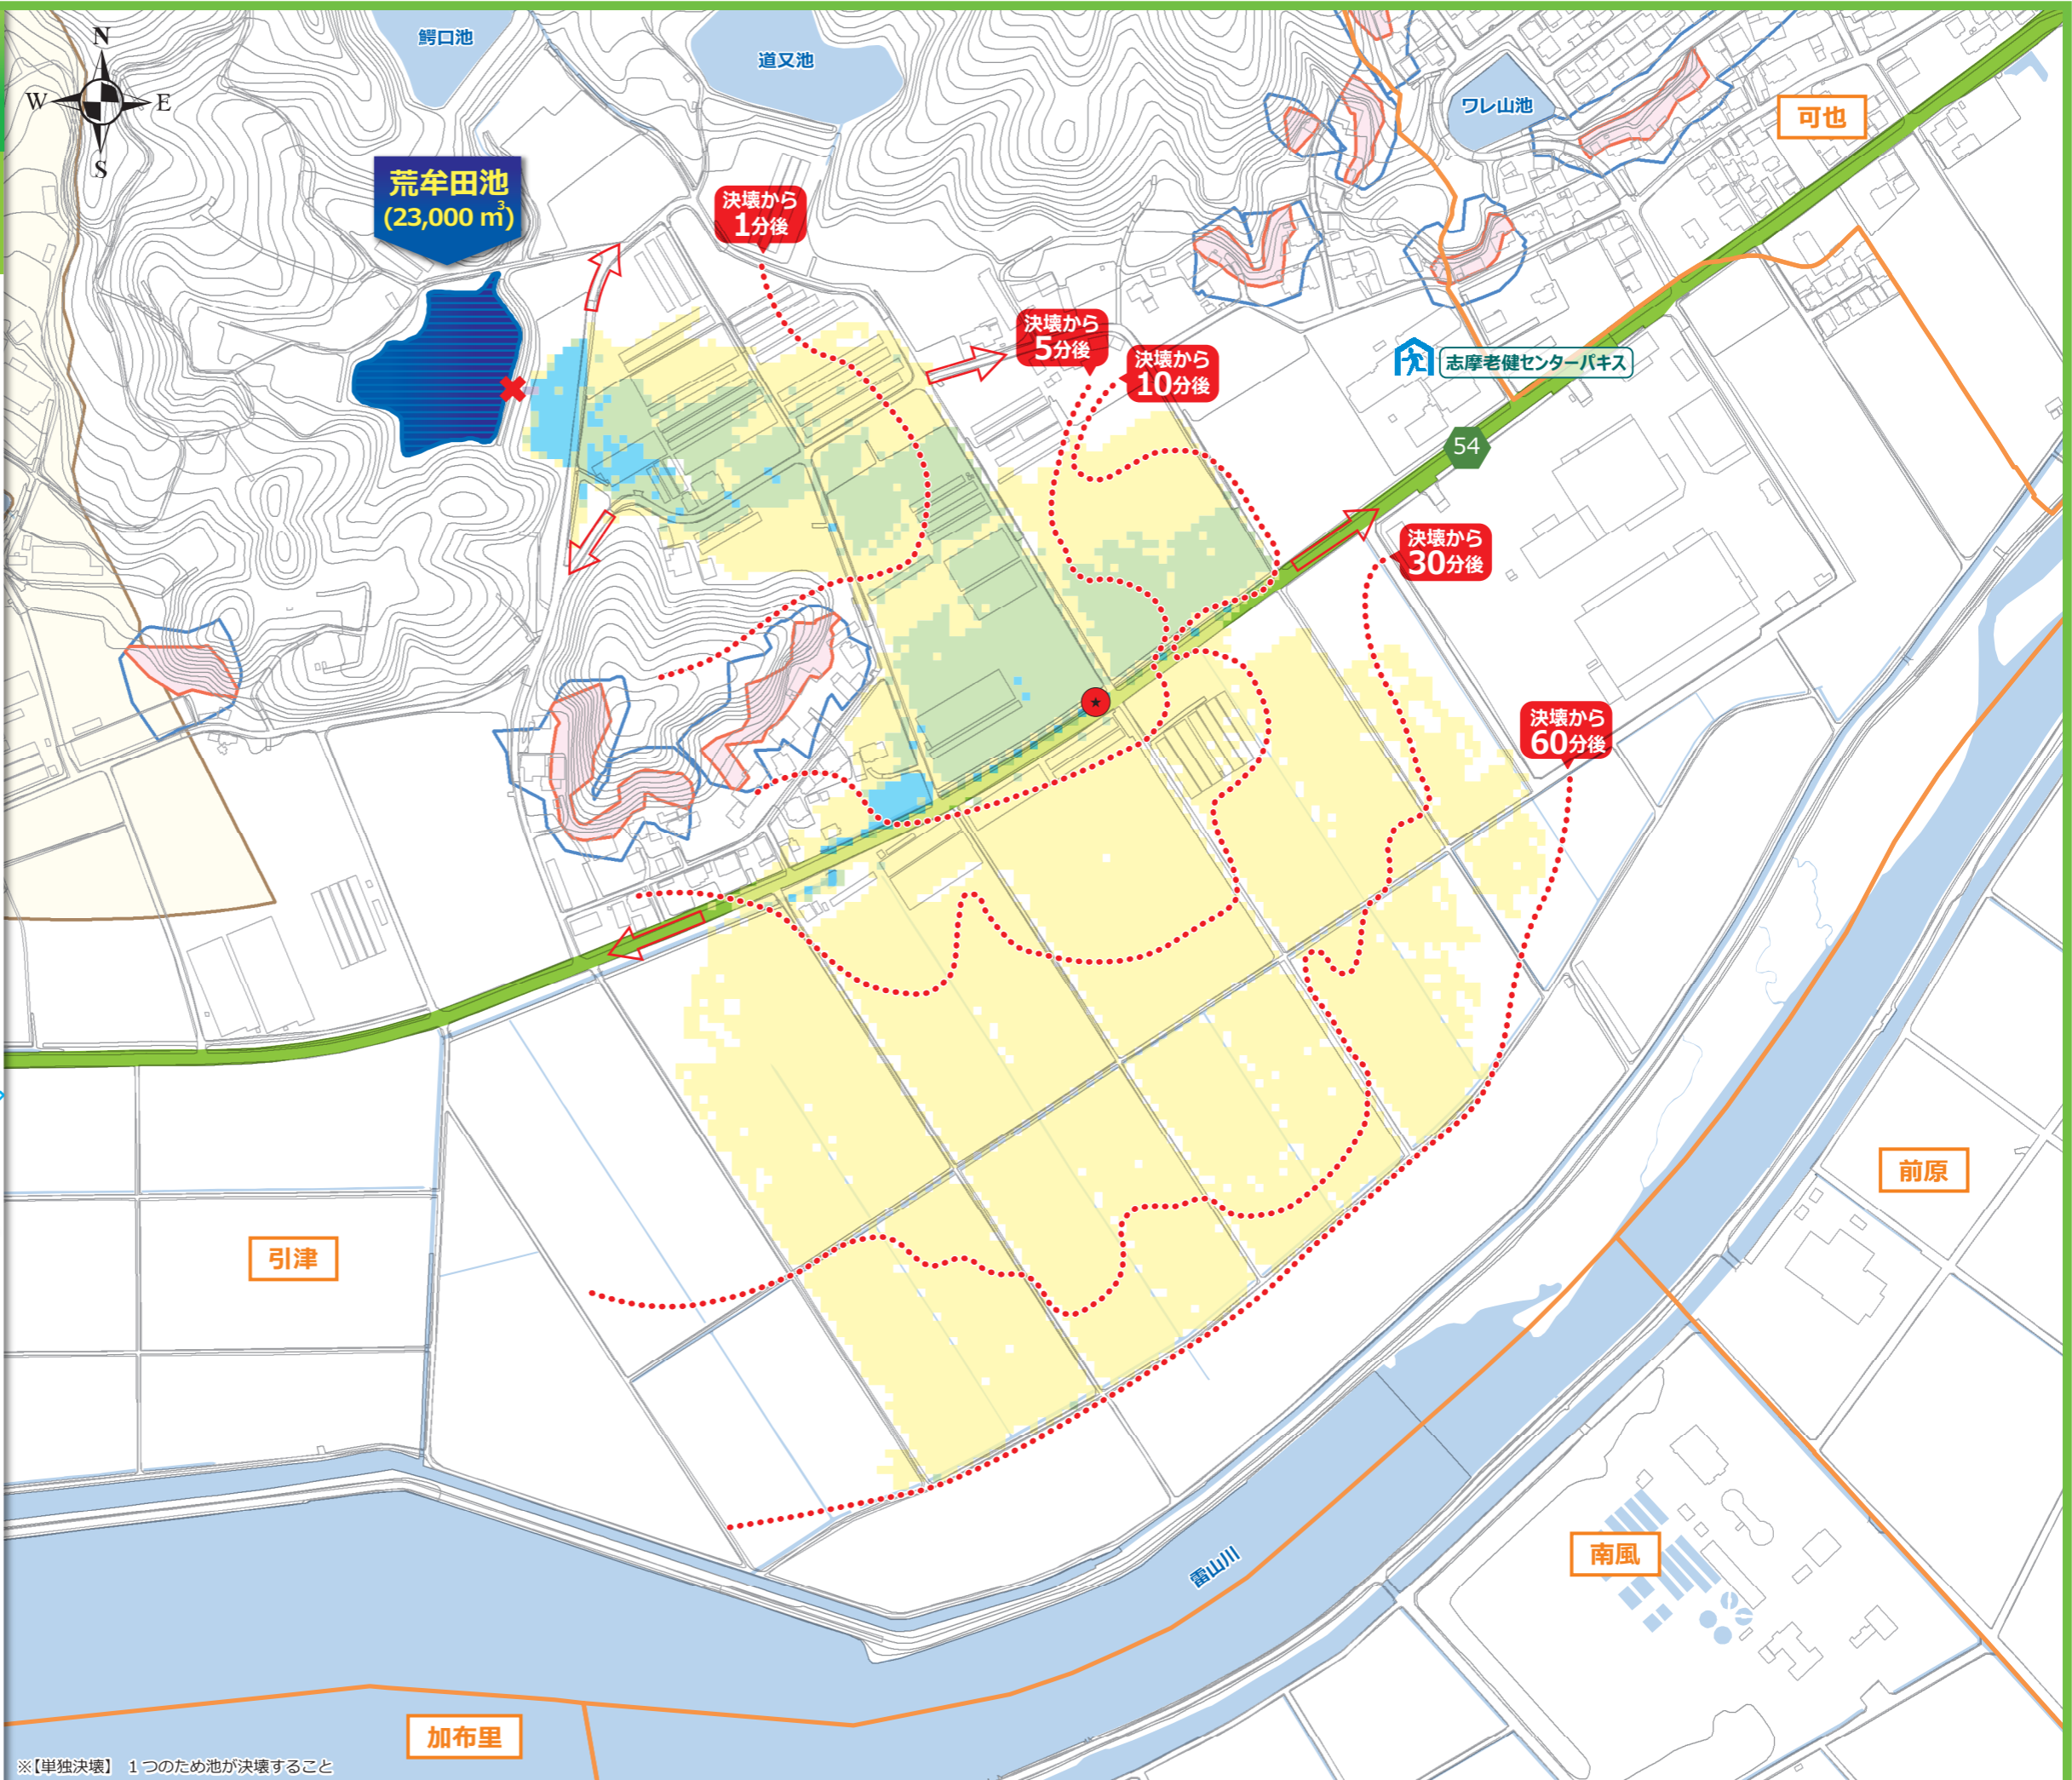 鰐口池
道又池
N
W
E
S
ワレ山池
可也
荒牟田池
(23,000 ㎥)
決壊から
1分後
決壊から
5分後
決壊から
10分後
志摩老健センターパキス
54
決壊から
30分後
決壊から
60分後
前原
引津
南風
雷山川
加布里
※【単独決壊】 1つのため池が決壊すること